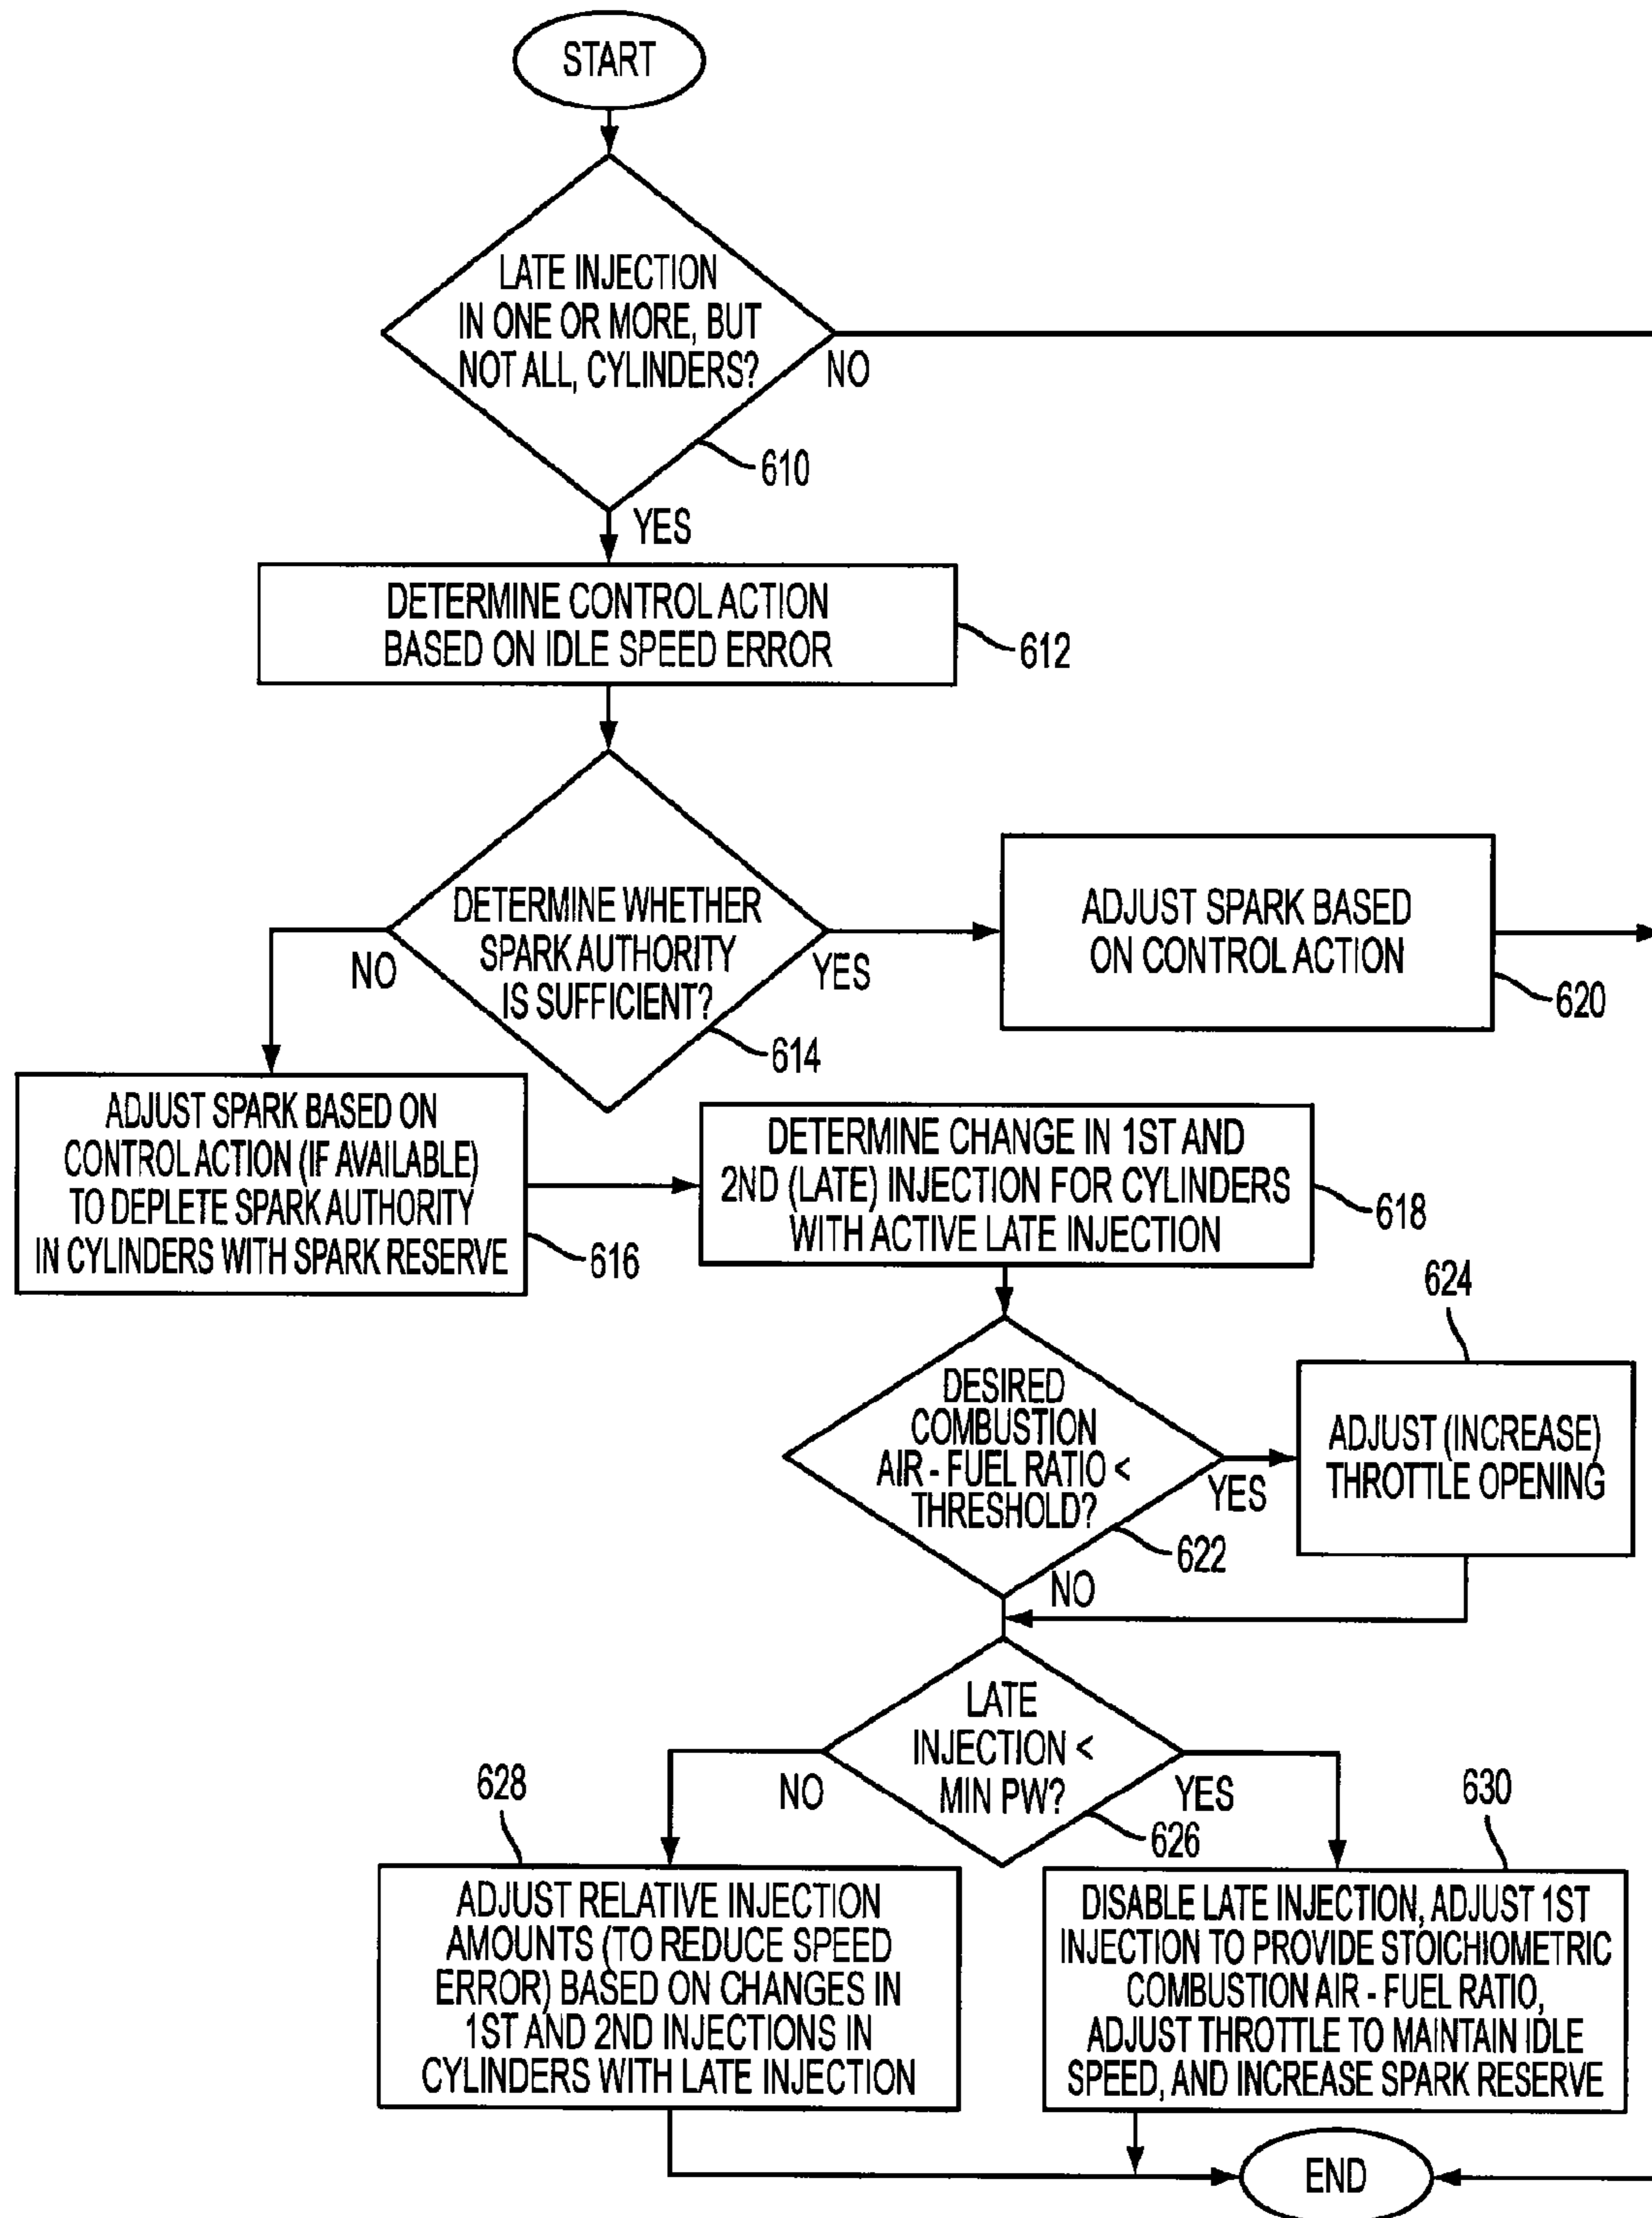 START
LATE INJECTION
IN ONE OR MORE, BUT
NOT ALL, CYLINDERS?
NO
610
YES
DETERMINE CONTROL ACTION
BASED ON IDLE SPEED ERROR
612
DETERMINE WHETHER
SPARK AUTHORITY
IS SUFFICIENT?
NO
YES
614
ADJUST SPARK BASED
ON CONTROL ACTION
620
ADJUST SPARK BASED ON
CONTROL ACTION (IF AVAILABLE)
TO DEPLETE SPARK AUTHORITY
IN CYLINDERS WITH SPARK RESERVE
616
DETERMINE CHANGE IN 1ST AND
2ND (LATE) INJECTION FOR CYLINDERS
WITH ACTIVE LATE INJECTION
618
DESIRED
COMBUSTION
AIR - FUEL RATIO <
THRESHOLD?
YES
622
NO
624
ADJUST (INCREASE)
THROTTLE OPENING
LATE
INJECTION <
MIN PW?
NO
YES
626
628
ADJUST RELATIVE INJECTION
AMOUNTS (TO REDUCE SPEED
ERROR) BASED ON CHANGES IN
1ST AND 2ND INJECTIONS IN
CYLINDERS WITH LATE INJECTION
630
DISABLE LATE INJECTION, ADJUST 1ST
INJECTION TO PROVIDE STOICHIOMETRIC
COMBUSTION AIR - FUEL RATIO,
ADJUST THROTTLE TO MAINTAIN IDLE
SPEED, AND INCREASE SPARK RESERVE
END